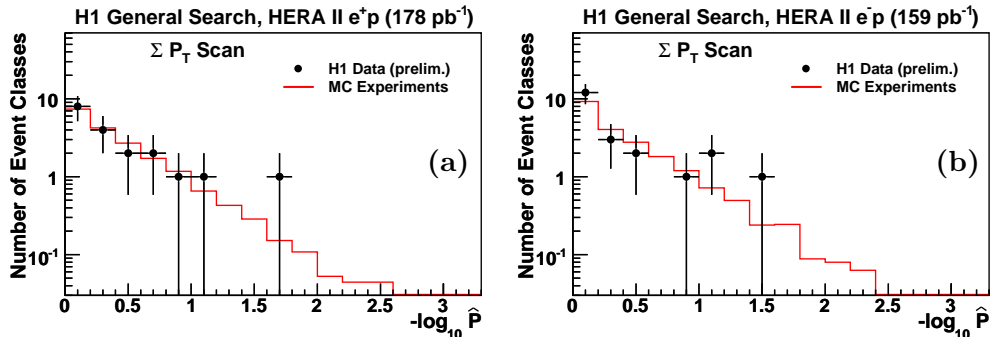 H1 General Search, HERA II e⁺p (178 pb⁻¹)
Σ P_T Scan
H1 Data (prelim.)
MC Experiments
(a)
Number of Event Classes
10
1
10⁻¹
0 0.5 1 1.5 2 2.5 3
-log₁₀ P̂
H1 General Search, HERA II e⁻p (159 pb⁻¹)
Σ P_T Scan
H1 Data (prelim.)
MC Experiments
(b)
Number of Event Classes
10
1
10⁻¹
0 0.5 1 1.5 2 2.5 3
-log₁₀ P̂